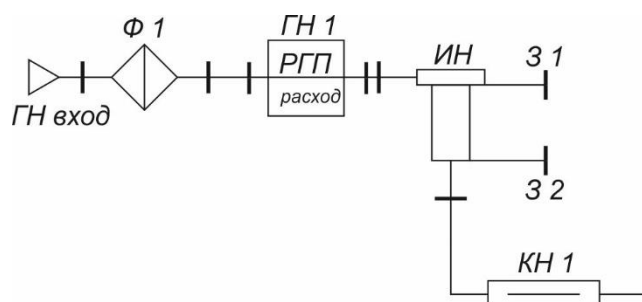 Ф 1
ГН 1
РГП
расход
ИН
З 1
ГН вход
З 2
КН 1